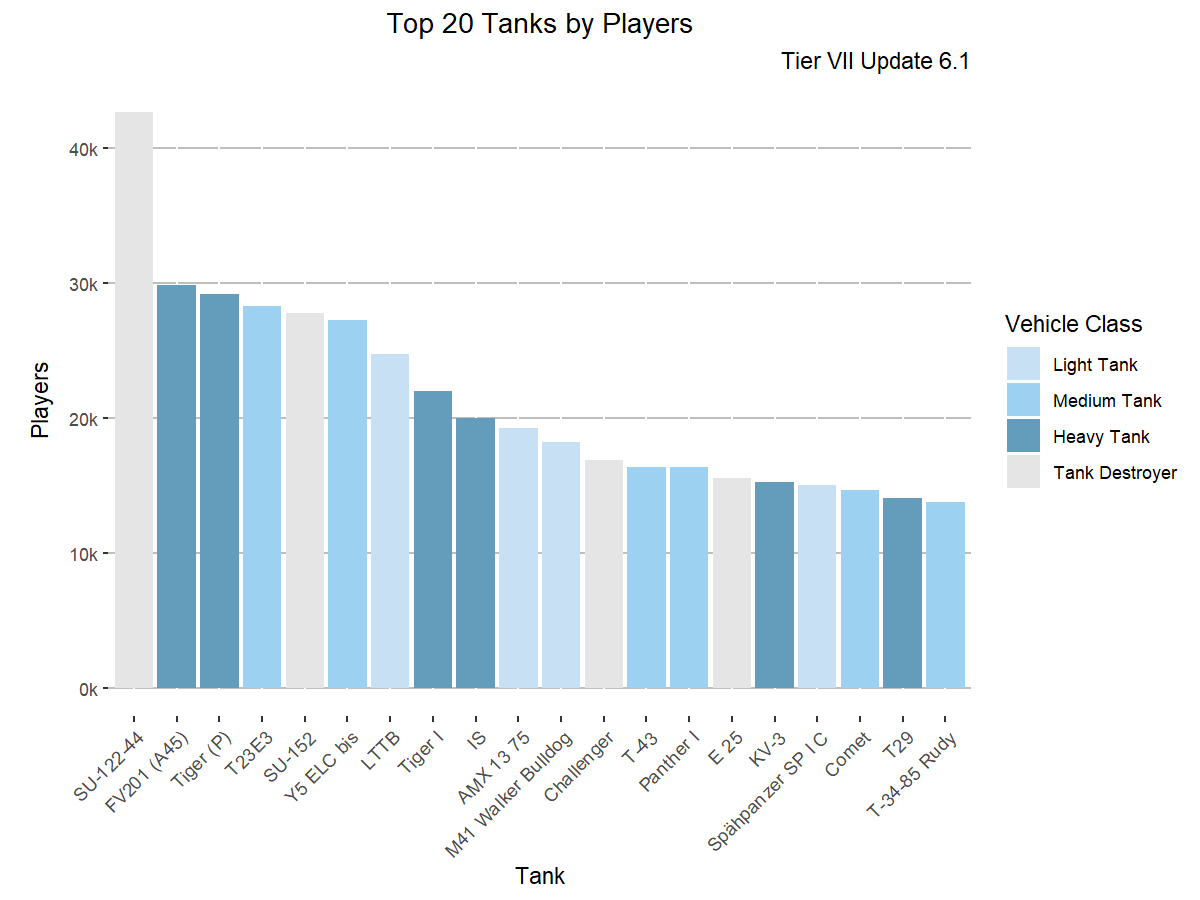 Top 20 Tanks by Players
Tier VII Update 6.1
Players
40k
30k
20k
10k
0k
SU-122-44
FV201 (A45)
Tiger (P)
T23E3
SU-152
Y5 ELC bis
LTTB
Tiger I
IS
AMX 13 75
M41 Walker Bulldog
Challenger
T-43
Panther I
E 25
KV-3
Spähpanzer SP I C
Comet
T29
T-34-85 Rudy
Tank
Vehicle Class
Light Tank
Medium Tank
Heavy Tank
Tank Destroyer